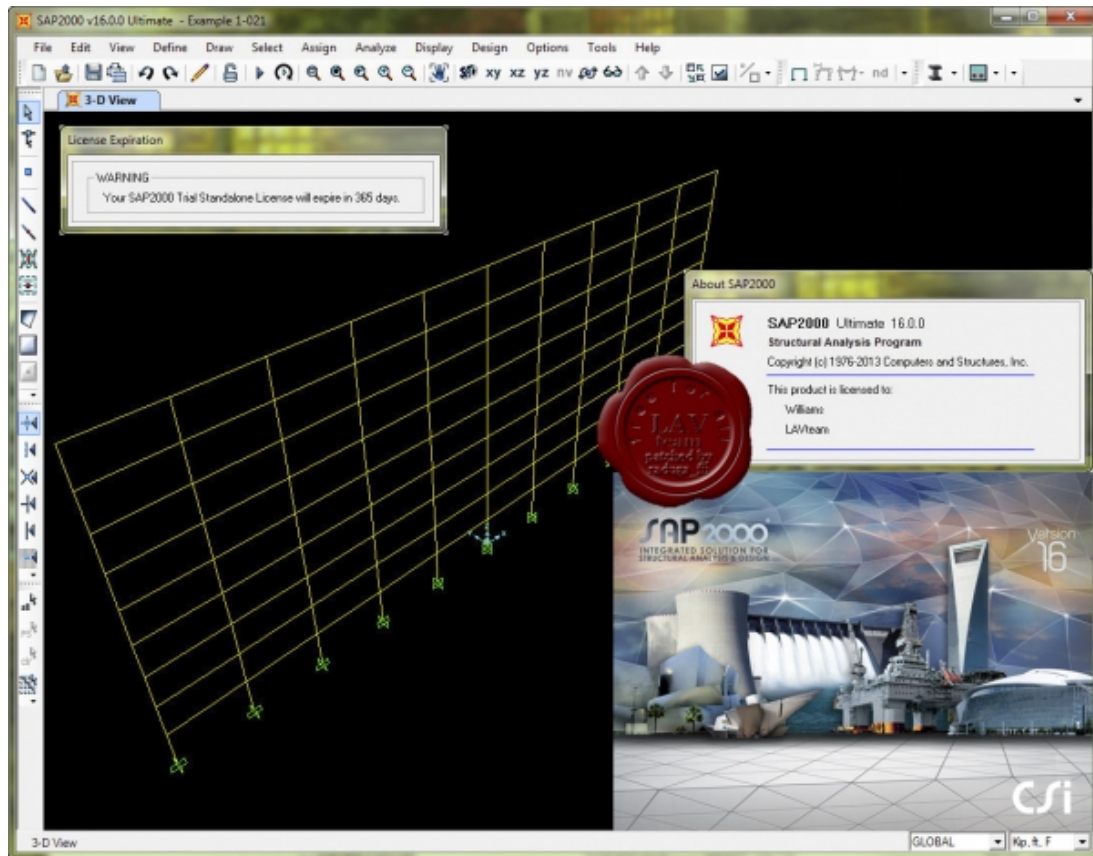 SAP2000 v16.0.0 Ultimate - Example 1-021
File Edit View Define Draw Select Assign Analyze Display Design Options Tools Help
xy xz yz nv nd
3-D View
License Expiration
WARNING
Your SAP2000 Trial Standalone License will expire in 365 days.
About SAP2000
SAP2000 Ultimate 16.0.0
Structural Analysis Program
Copyright (c) 1976-2013 Computers and Structures, Inc.
This product is licensed to:
Williams
LAVteam
LAV
team
patched by
SAP2000
INTEGRATED SOLUTION FOR
STRUCTURAL ANALYSIS & DESIGN
Version
16
CSi
3-D View
GLOBAL
Kip, ft, F